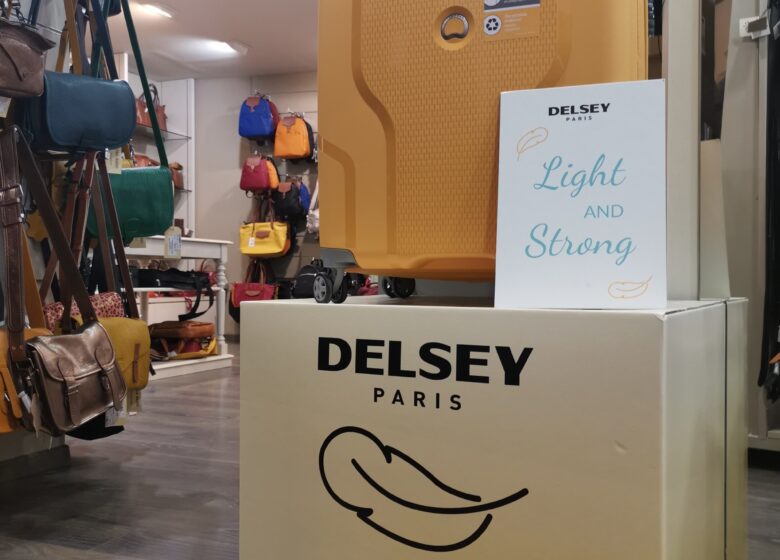 DELSEY
PARIS
Light
AND
Strong
DELSEY
PARIS